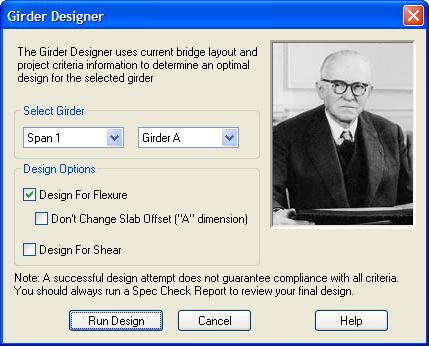 Girder Designer
The Girder Designer uses current bridge layout and
project criteria information to determine an optimal
design for the selected girder
Select Girder
Span 1
Girder A
Design Options
Design For Flexure
Don't Change Slab Offset ("A" dimension)
Design For Shear
Note: A successful design attempt does not guarantee compliance with all criteria.
You should always run a Spec Check Report to review your final design.
Run Design
Cancel
Help